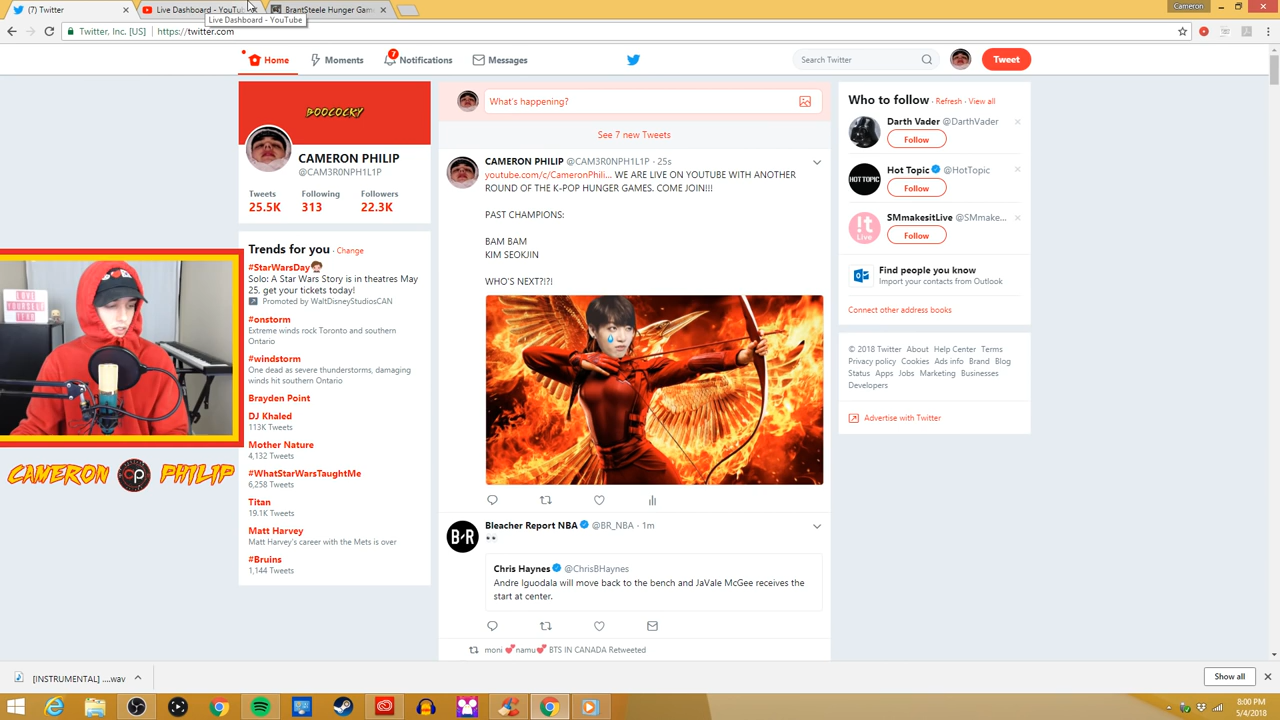 (7) Twitter
Live Dashboard - YouTu
BrantSteele Hunger Gam
Cameron
Live Dashboard - YouTube
Twitter, Inc. [US]
https://twitter.com
Home
Moments
7
Notifications
Messages
Search Twitter
Tweet
BOOCOCKY
CAMERON PHILIP
@CAM3R0NPH1L1P
Tweets
Following
Followers
25.5K
313
22.3K
Trends for you · Change
#StarWarsDay
Solo: A Star Wars Story is in theatres May
25, get your tickets today!
Promoted by WaltDisneyStudiosCAN
#onstorm
Extreme winds rock Toronto and southern
Ontario
#windstorm
One dead as severe thunderstorms, damaging
winds hit southern Ontario
Brayden Point
DJ Khaled
113K Tweets
Mother Nature
4,132 Tweets
#WhatStarWarsTaughtMe
6,258 Tweets
Titan
19.1K Tweets
Matt Harvey
Matt Harvey's career with the Mets is over
#Bruins
1,144 Tweets
CAMERON
CP
PHILIP
What's happening?
See 7 new Tweets
CAMERON PHILIP @CAM3R0NPH1L1P · 25s
youtube.com/c/CameronPhili... WE ARE LIVE ON YOUTUBE WITH ANOTHER
ROUND OF THE K-POP HUNGER GAMES. COME JOIN!!!
PAST CHAMPIONS:
BAM BAM
KIM SEOKJIN
WHO'S NEXT?!?!
B/R
Bleacher Report NBA @BR_NBA · 1m
Chris Haynes @ChrisBHaynes
Andre Iguodala will move back to the bench and JaVale McGee receives the
start at center.
moni namu BTS IN CANADA Retweeted
Who to follow · Refresh · View all
Darth Vader @DarthVader
Follow
HOT TOPIC
Hot Topic @HotTopic
Follow
!t
Live
SMmakesitLive @SMmake...
Follow
Find people you know
Import your contacts from Outlook
Connect other address books
© 2018 Twitter About Help Center Terms
Privacy policy Cookies Ads info Brand Blog
Status Apps Jobs Marketing Businesses
Developers
Advertise with Twitter
[INSTRUMENTAL] ....wav
Show all
8:00 PM
5/4/2018